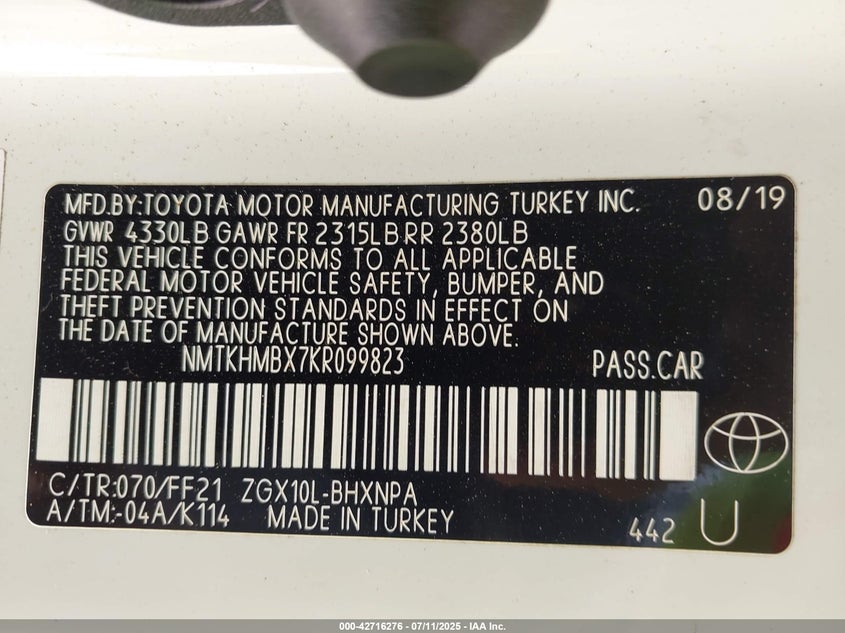 MFD.BY:TOYOTA MOTOR MANUFACTURING TURKEY INC. 08/19
GVWR 4330LB GAWR FR 2315LB RR 2380LB
THIS VEHICLE CONFORMS TO ALL APPLICABLE
FEDERAL MOTOR VEHICLE SAFETY, BUMPER, AND
THEFT PREVENTION STANDARDS IN EFFECT ON
THE DATE OF MANUFACTURE SHOWN ABOVE.
NMTKHMBX7KR099823 PASS.CAR
C/TR:070/FF21 ZGX10L-BHXNPA
A/TM:-04A/K114 MADE IN TURKEY
442 U
000-42716276 - 07/11/2025 - IAA Inc.